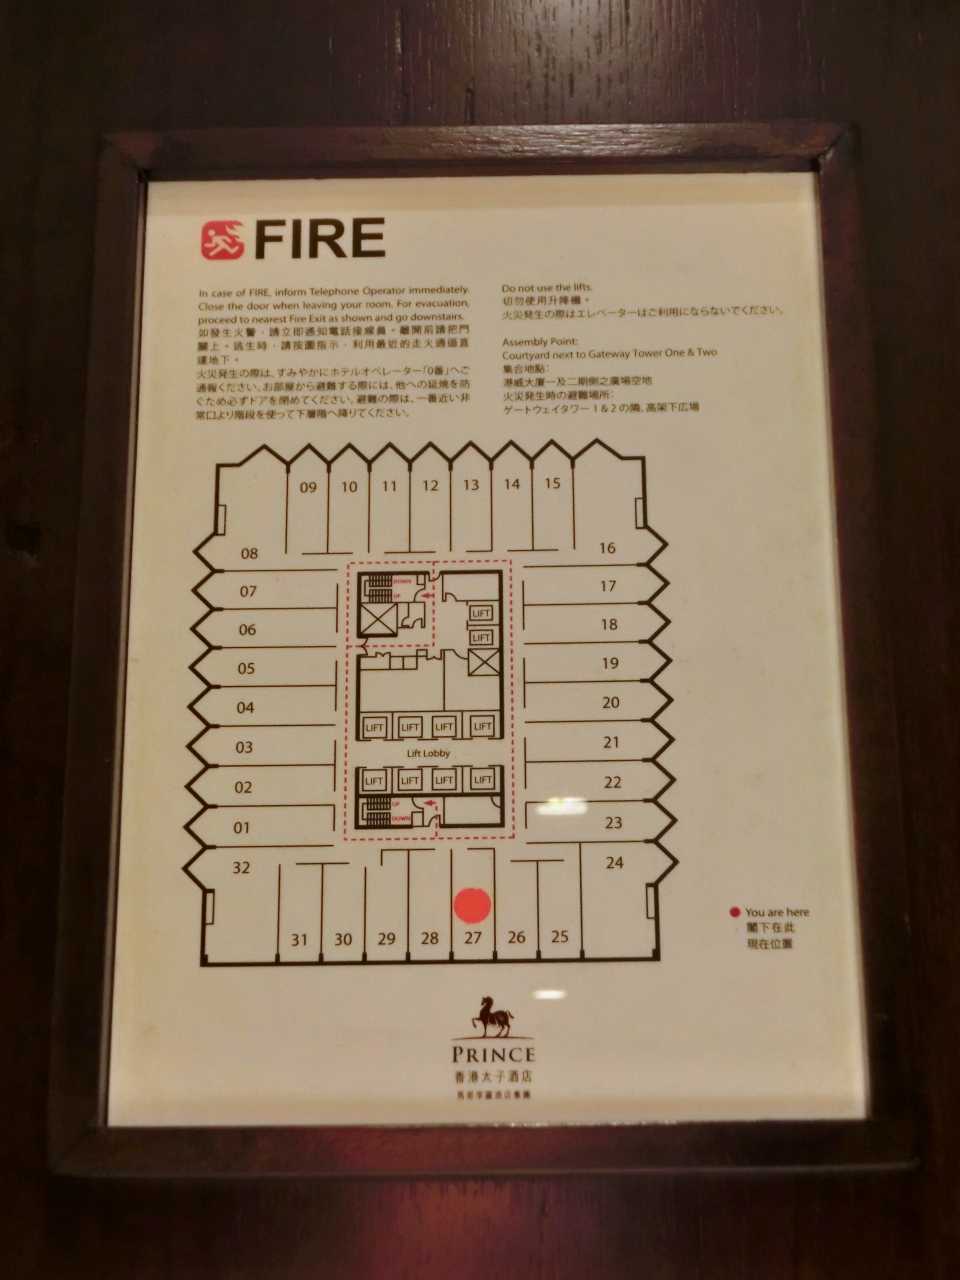 FIRE
In case of FIRE, inform Telephone Operator immediately.
Close the door when leaving your room. For evacuation,
proceed to nearest Fire Exit as shown and go downstairs.
如發生火警，請立即通知電話接線員。離開前請把門
關上。逃生時，請按圖指示，利用最近的走火通道直
達地下。
火災発生の際は、すみやかにホテルオペレーター「0番」へご
通報ください。お部屋から避難する際には、他への延焼を防
ぐため必ずドアを閉めてください。避難の際は、一番近い非
常口より階段を使って下層階へ降りてください。
Do not use the lifts.
切勿使用升降機。
火災発生の際はエレベーターはご利用にならないでください。
Assembly Point:
Courtyard next to Gateway Tower One & Two
集合地點：
港威大廈一及二期側之廣場空地
火災発生時の避難場所：
ゲートウェイタワー 1 & 2 の隣、高架下広場
09 10 11 12 13 14 15
08 16
07 17
06 18
05 19
04 20
03 21
02 22
01 23
32 24
31 30 29 28 27 26 25
DOWN
UP
LIFT
LIFT
LIFT LIFT LIFT LIFT
Lift Lobby
LIFT LIFT LIFT LIFT
UP
DOWN
You are here
閣下在此
現在位置
PRINCE
香港太子酒店
馬哥孛羅酒店集團